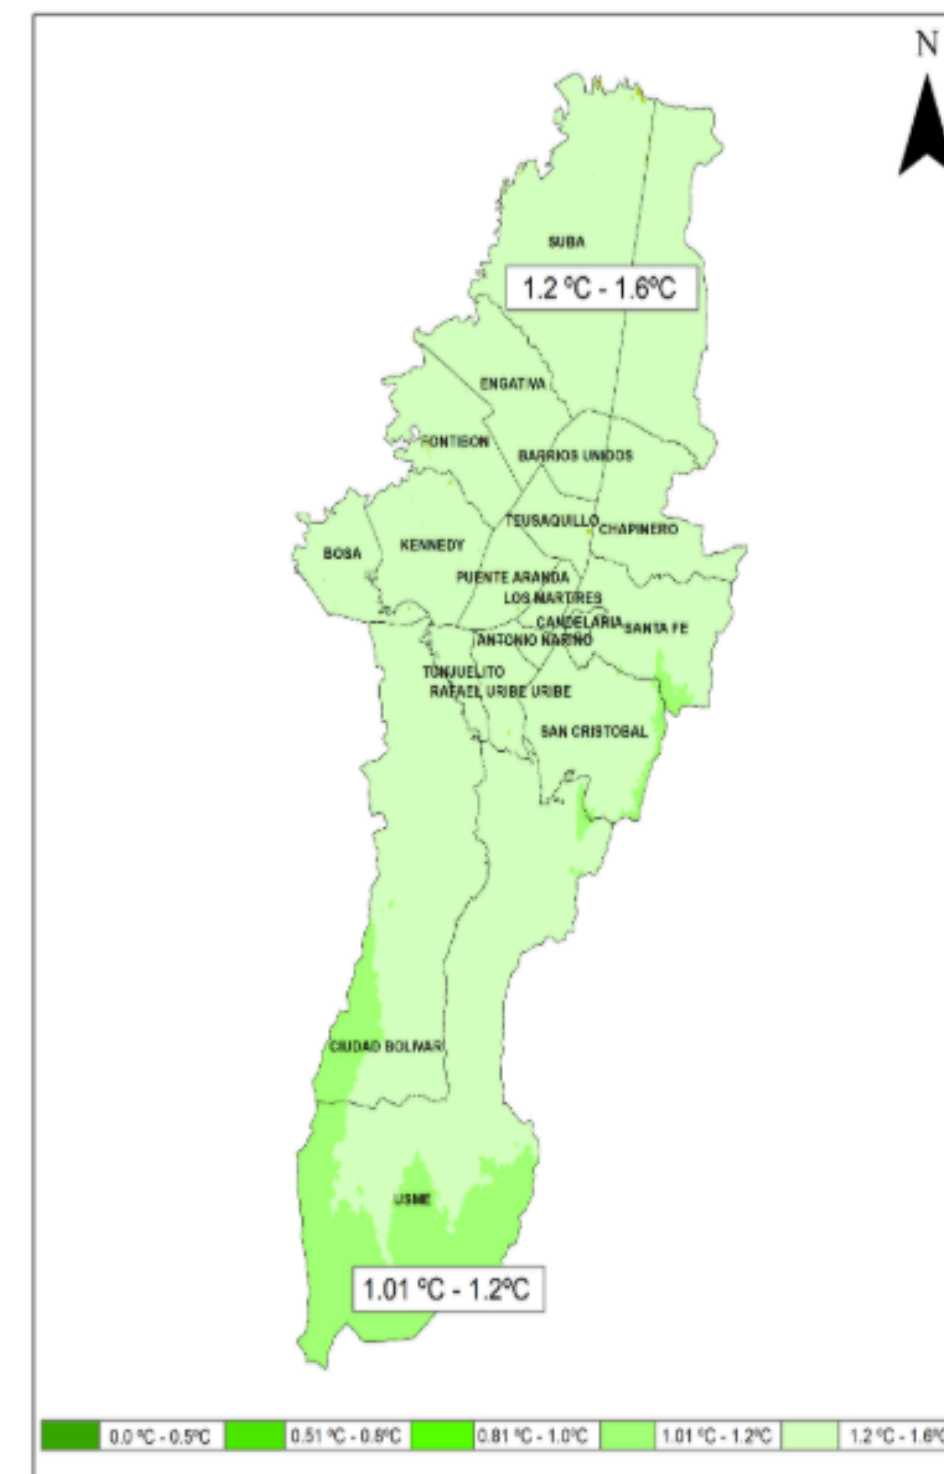 N
SUBA
1.2 ºC - 1.6ºC
ENGATIVA
FONTIBON
BARRIOS UNIDOS
TEUSAQUILLO
CHAPINERO
KENNEDY
BOSA
PUENTE ARANDA
LOS MARTIRES
CANDELARIA
SANTA FE
ANTONIO NARIÑO
TUNJUELITO
RAFAEL URIBE URIBE
SAN CRISTOBAL
CIUDAD BOLIVAR
USME
1.01 ºC - 1.2ºC
0.0 ºC - 0.5ºC 0.51 ºC - 0.8ºC 0.81 ºC - 1.0ºC 1.01 ºC - 1.2ºC 1.2 ºC - 1.6ºC